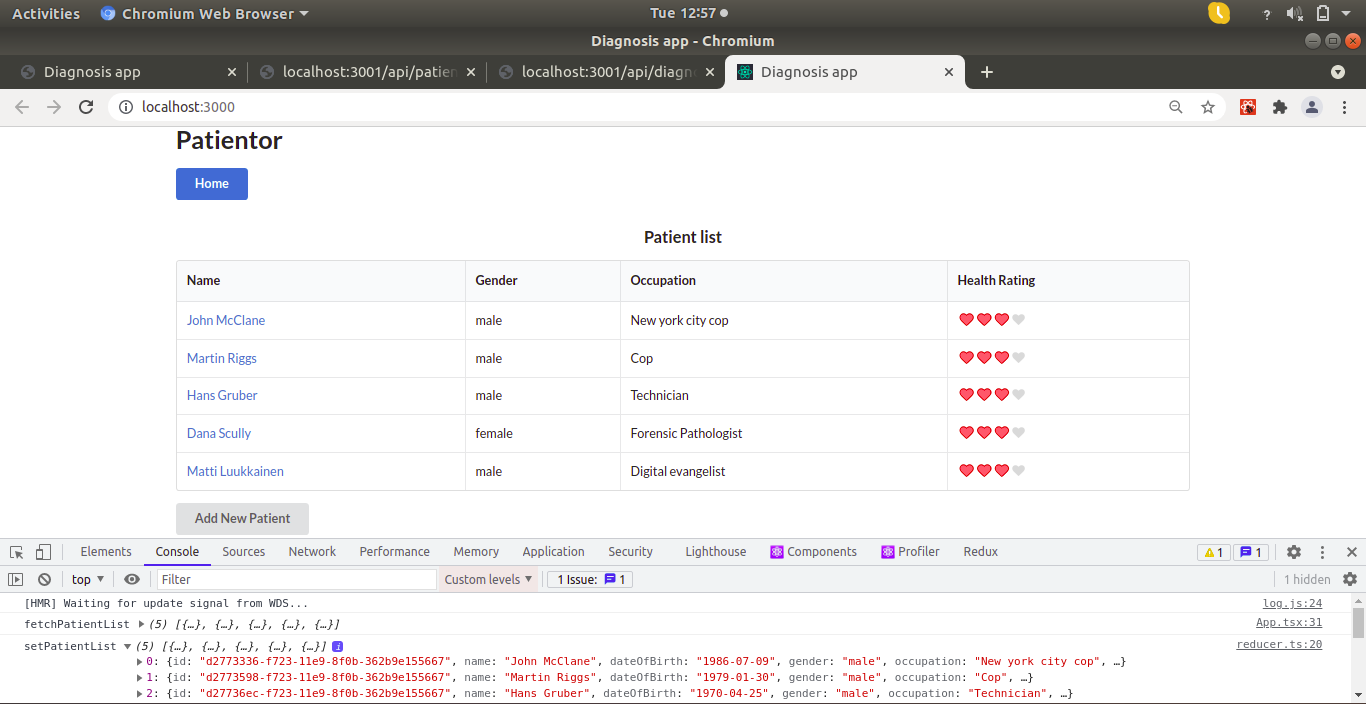 Activities Chromium Web Browser Tue 12:57
Diagnosis app - Chromium
Diagnosis app localhost:3001/api/patien localhost:3001/api/diagn Diagnosis app
localhost:3000
Patientor
Home
Patient list
Name Gender Occupation Health Rating
John McClane male New york city cop
Martin Riggs male Cop
Hans Gruber male Technician
Dana Scully female Forensic Pathologist
Matti Luukkainen male Digital evangelist
Add New Patient
Elements Console Sources Network Performance Memory Application Security Lighthouse Components Profiler Redux 1 1
top Filter Custom levels 1 Issue: 1 1 hidden
[HMR] Waiting for update signal from WDS... log.js:24
fetchPatientList (5) [{…}, {…}, {…}, {…}, {…}] App.tsx:31
setPatientList (5) [{…}, {…}, {…}, {…}, {…}] i reducer.ts:20
0: {id: "d2773336-f723-11e9-8f0b-362b9e155667", name: "John McClane", dateOfBirth: "1986-07-09", gender: "male", occupation: "New york city cop", …}
1: {id: "d2773598-f723-11e9-8f0b-362b9e155667", name: "Martin Riggs", dateOfBirth: "1979-01-30", gender: "male", occupation: "Cop", …}
2: {id: "d27736ec-f723-11e9-8f0b-362b9e155667", name: "Hans Gruber", dateOfBirth: "1970-04-25", gender: "male", occupation: "Technician", …}